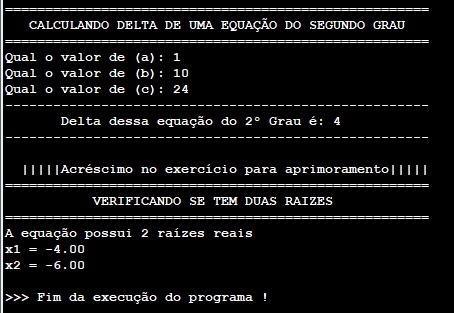 =====================================================
CALCULANDO DELTA DE UMA EQUAÇÃO DO SEGUNDO GRAU
=====================================================
Qual o valor de (a): 1
Qual o valor de (b): 10
Qual o valor de (c): 24
-----------------------------------------------------
Delta dessa equação do 2º Grau é: 4
-----------------------------------------------------
|||||Acréscimo no exercício para aprimoramento|||||
=====================================================
VERIFICANDO SE TEM DUAS RAIZES
=====================================================
A equação possui 2 raízes reais
x1 = -4.00
x2 = -6.00
>>> Fim da execução do programa !